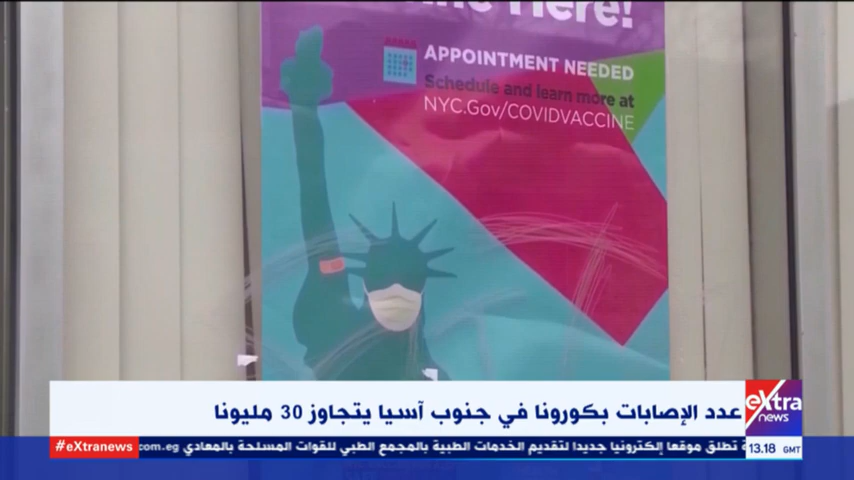 Here!
APPOINTMENT NEEDED
Schedule and learn more at
NYC.Gov/COVIDVACCINE
عدد الإصابات بكورونا في جنوب آسيا يتجاوز 30 مليونا
eXtra
news
#eXtranews
com.eg
ة تطلق موقعا إلكترونيا جديدا لتقديم الخدمات الطبية بالمجمع الطبي للقوات المسلحة بالمعادي
13.18 GMT